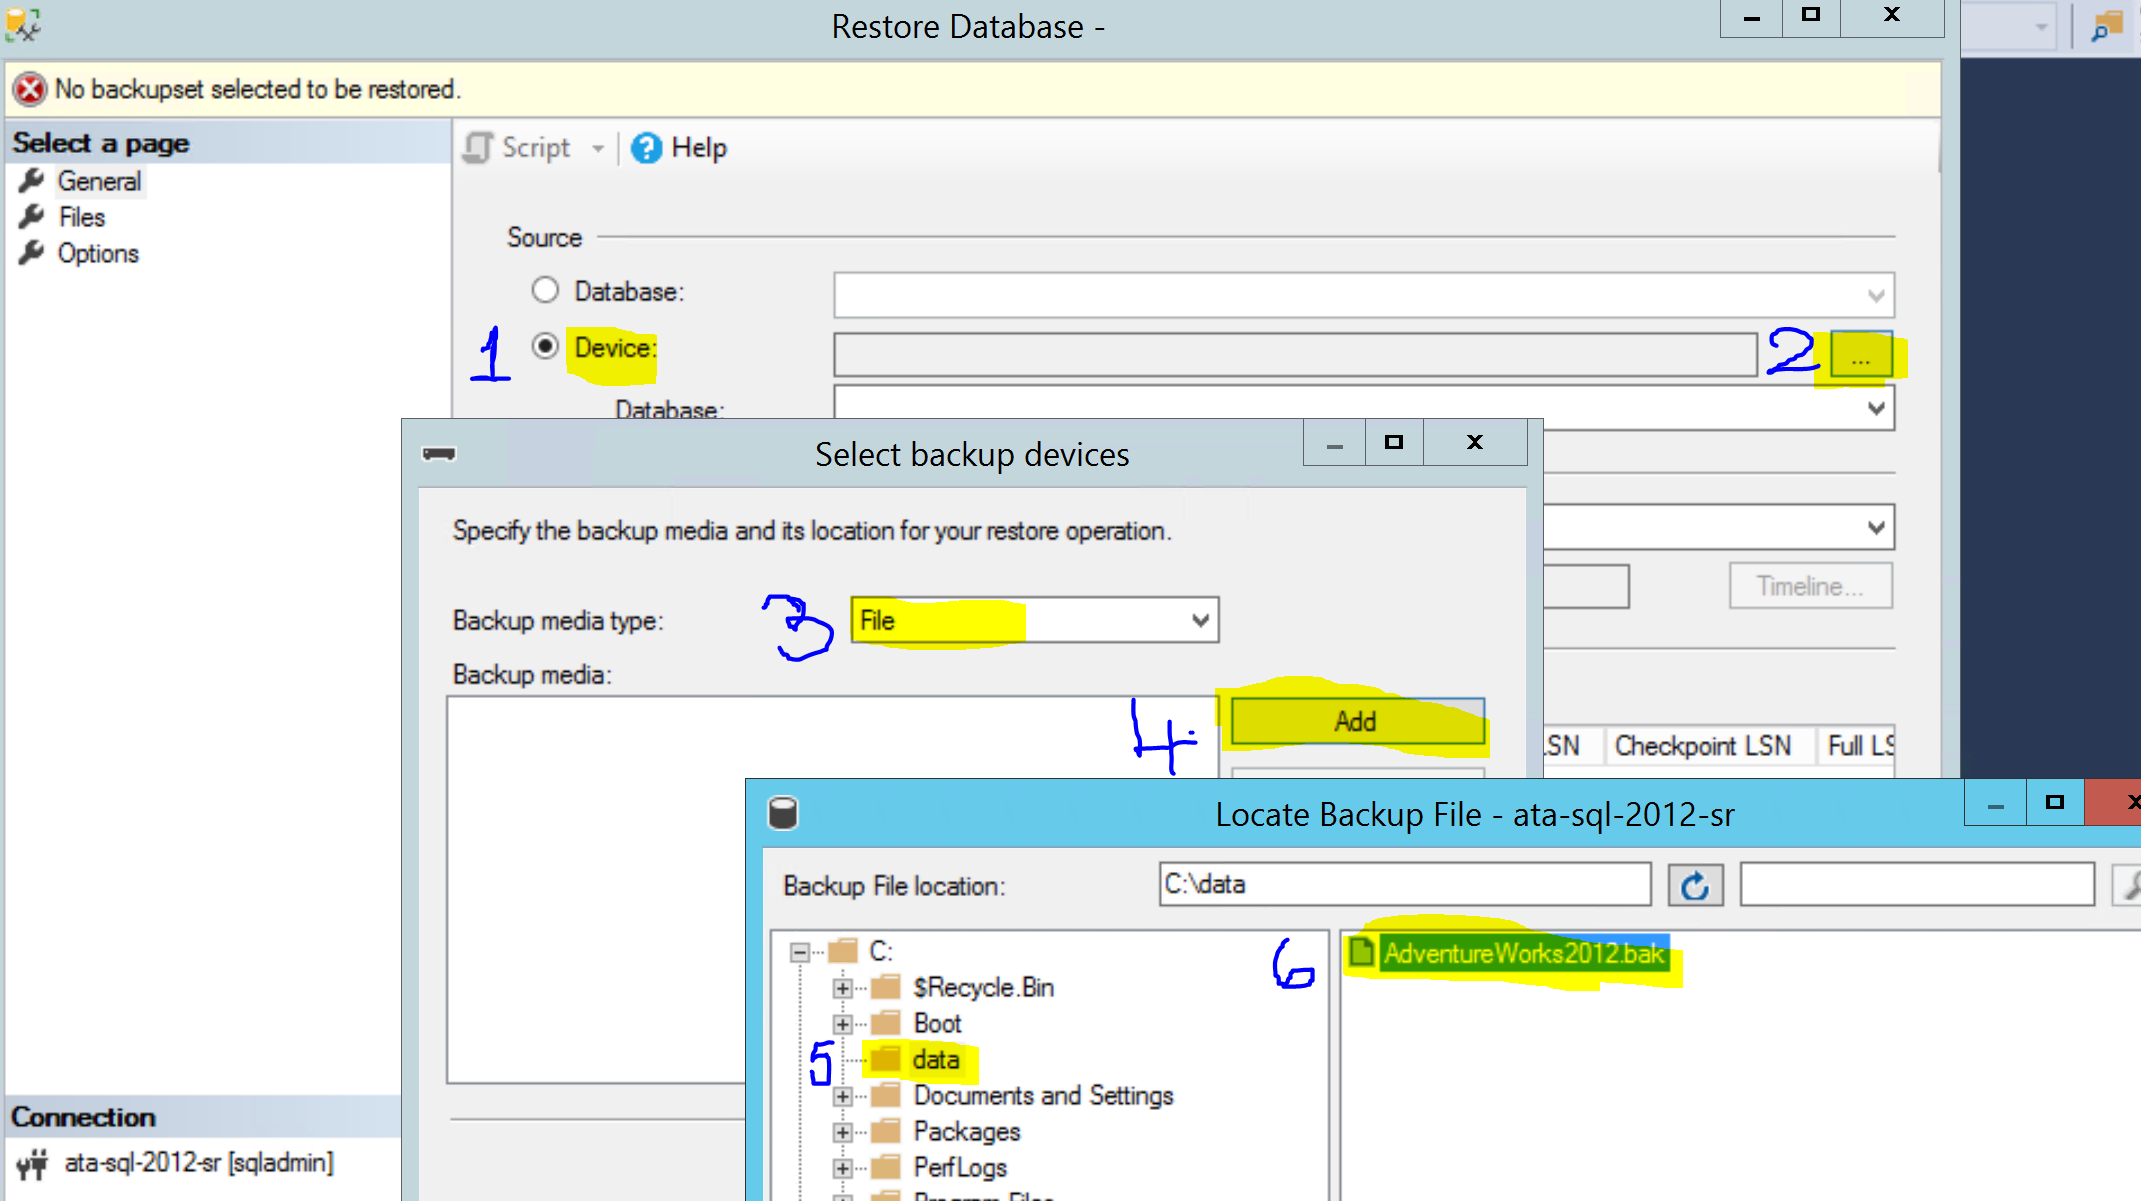 Restore Database -
No backupset selected to be restored.
Select a page
General
Files
Options
Script
Help
Source
Database:
1
Device:
2
...
Database:
Select backup devices
Specify the backup media and its location for your restore operation.
Backup media type:
3
File
Backup media:
4
Add
Timeline...
LSN
Checkpoint LSN
Full LS
Locate Backup File - ata-sql-2012-sr
Backup File location:
C:\data
C:
$Recycle.Bin
Boot
5
data
Documents and Settings
Packages
PerfLogs
Program Files
6
AdventureWorks2012.bak
Connection
ata-sql-2012-sr [sqladmin]